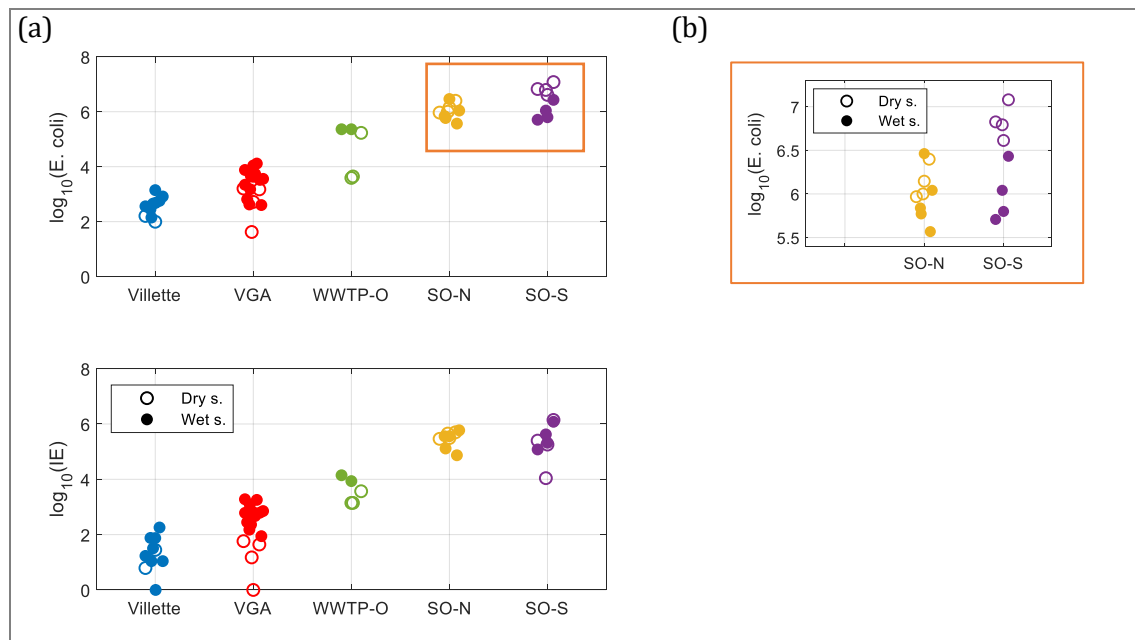 (a)
8
6
4
2
0
log10(E. coli)
Villette VGA WWTP-O SO-N SO-S
8
6
4
2
0
log10(IE)
Dry s.
Wet s.
Villette VGA WWTP-O SO-N SO-S
(b)
7
6.5
6
5.5
log10(E. coli)
Dry s.
Wet s.
SO-N SO-S